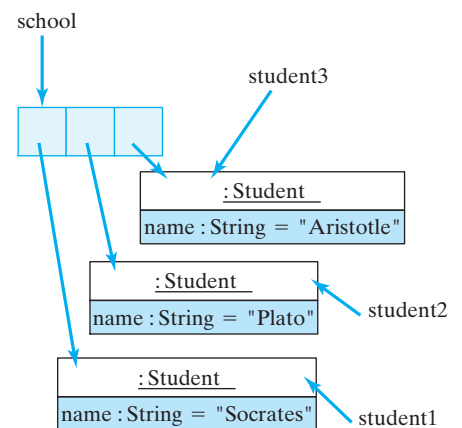 school
student3
:Student
name : String = "Aristotle"
:Student
name : String = "Plato"
student2
:Student
name : String = "Socrates"
student1